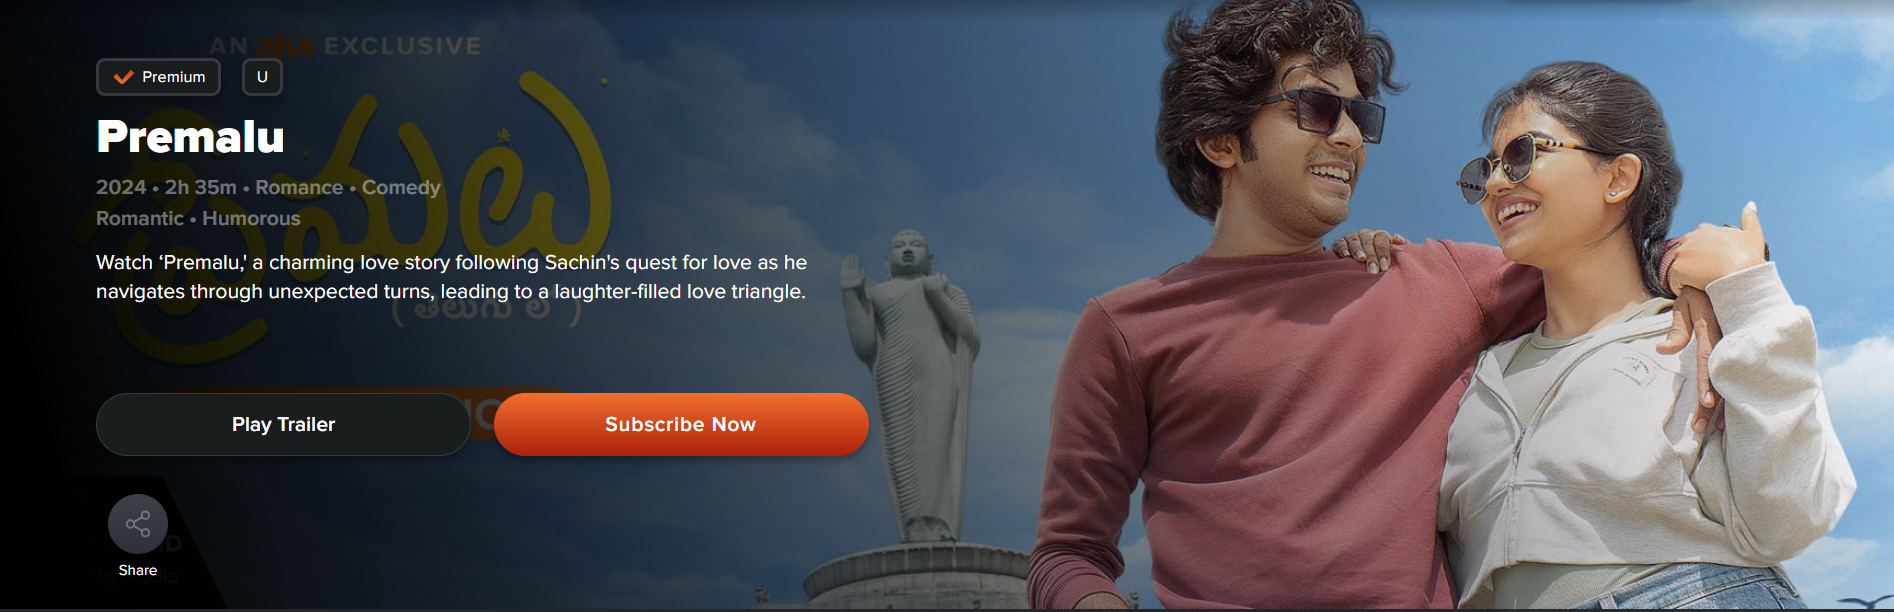 AN aha EXCLUSIVE
Premium
U
ప్రేమలు
Premalu
2024 • 2h 35m • Romance • Comedy
Romantic • Humorous
Watch ‘Premalu,' a charming love story following Sachin's quest for love as he
navigates through unexpected turns, leading to a laughter-filled love triangle.
(తెలుగు ల )
Play Trailer
Subscribe Now
Share